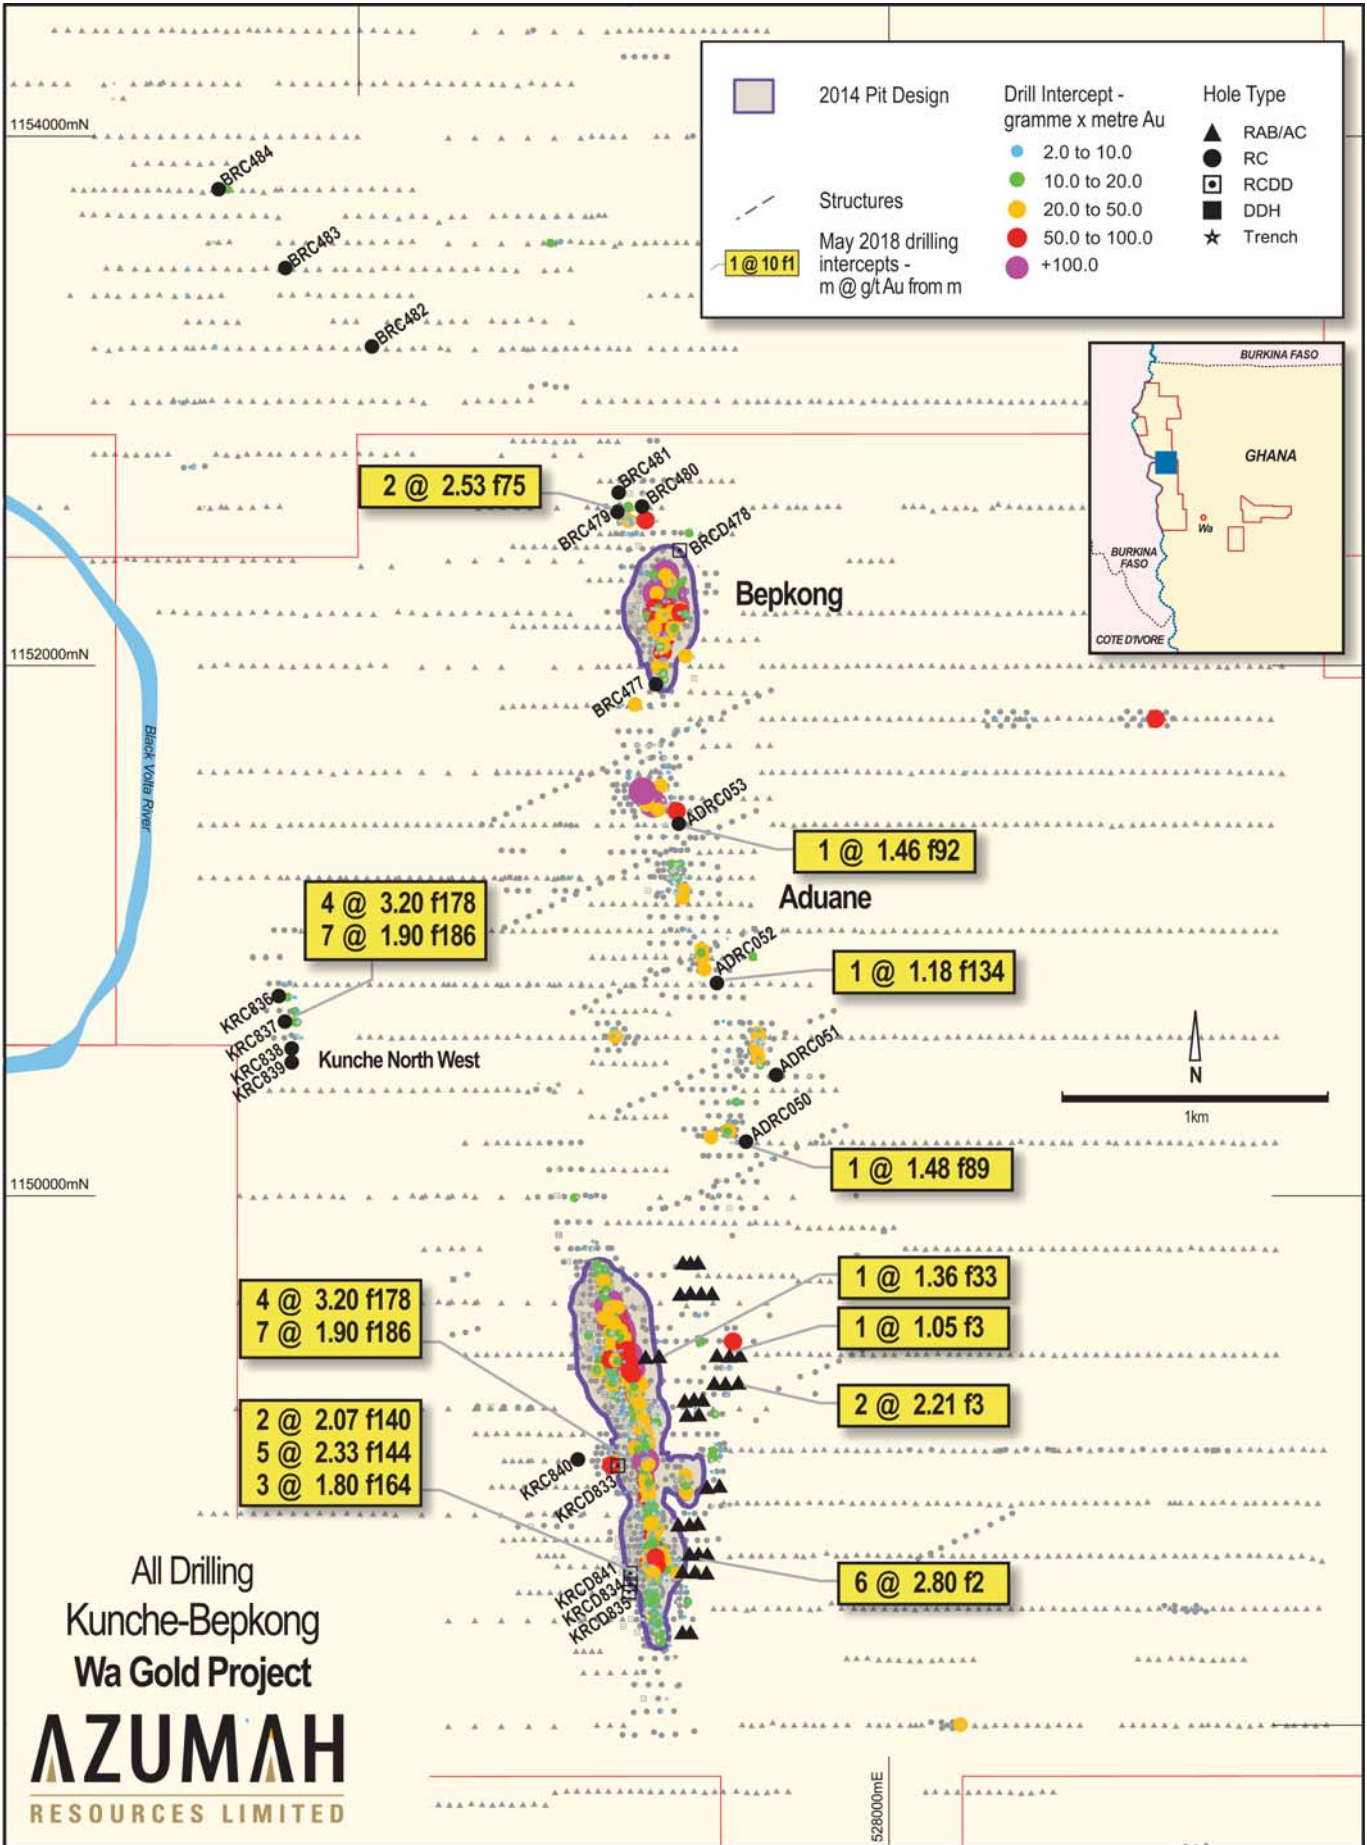 1154000mN
2014 Pit Design
Structures
1 @ 10 f1
May 2018 drilling
intercepts -
m @ g/t Au from m
Drill Intercept -
gramme x metre Au
2.0 to 10.0
10.0 to 20.0
20.0 to 50.0
50.0 to 100.0
+100.0
Hole Type
RAB/AC
RC
RCDD
DDH
Trench
BRC484
BRC483
BRC482
BURKINA FASO
GHANA
Wa
BURKINA
FASO
COTE D'IVORE
2 @ 2.53 f75
BRC481
BRC480
BRC479
BRCD478
Bepkong
1152000mN
BRC477
Black Volta River
ADRC053
1 @ 1.46 f92
Aduane
4 @ 3.20 f178
7 @ 1.90 f186
ADRC052
1 @ 1.18 f134
KRC836
KRC837
KRC838
KRC839
Kunche North West
ADRC051
N
1km
ADRC050
1 @ 1.48 f89
1150000mN
1 @ 1.36 f33
4 @ 3.20 f178
7 @ 1.90 f186
1 @ 1.05 f3
2 @ 2.21 f3
2 @ 2.07 f140
5 @ 2.33 f144
3 @ 1.80 f164
KRC840
KRCD833
KRCD841
KRCD834
KRCD835
6 @ 2.80 f2
All Drilling
Kunche-Bepkong
Wa Gold Project
AZUMAH
RESOURCES LIMITED
528000mE